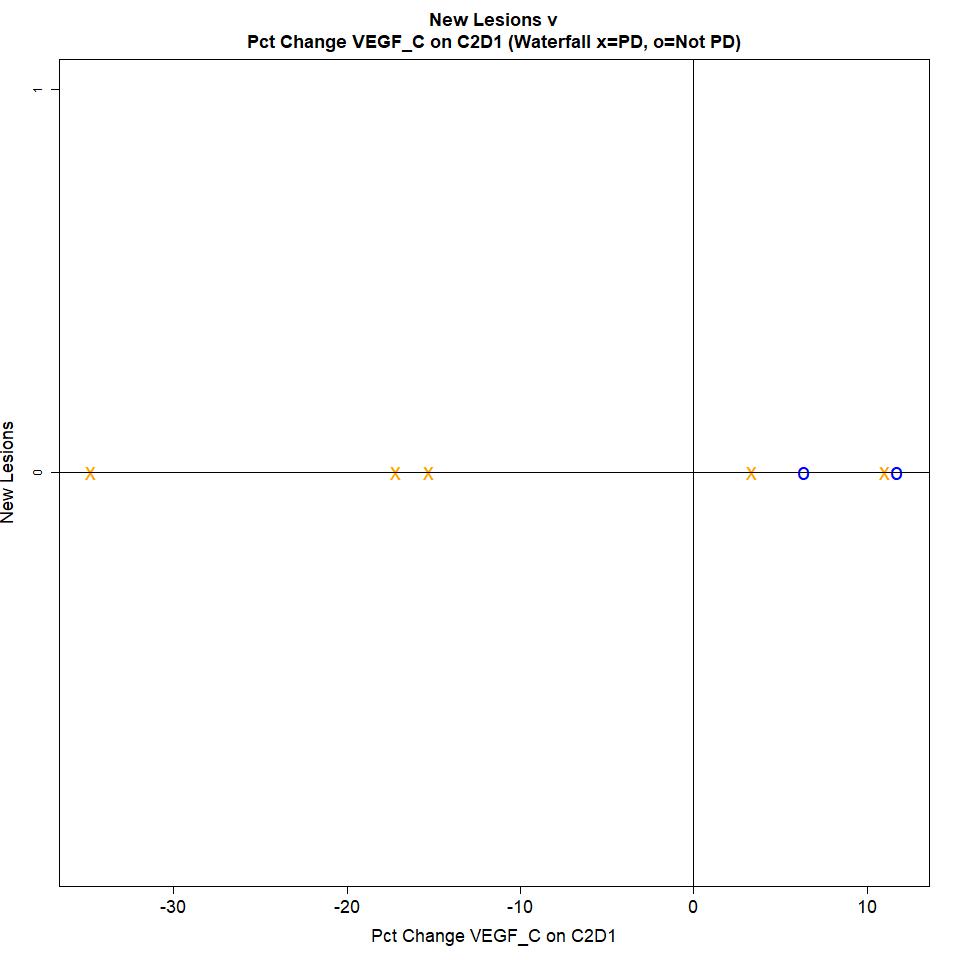 New Lesions v
Pct Change VEGF_C on C2D1 (Waterfall x=PD, o=Not PD)
1
New Lesions
0
x x x x o x o
-30 -20 -10 0 10
Pct Change VEGF_C on C2D1